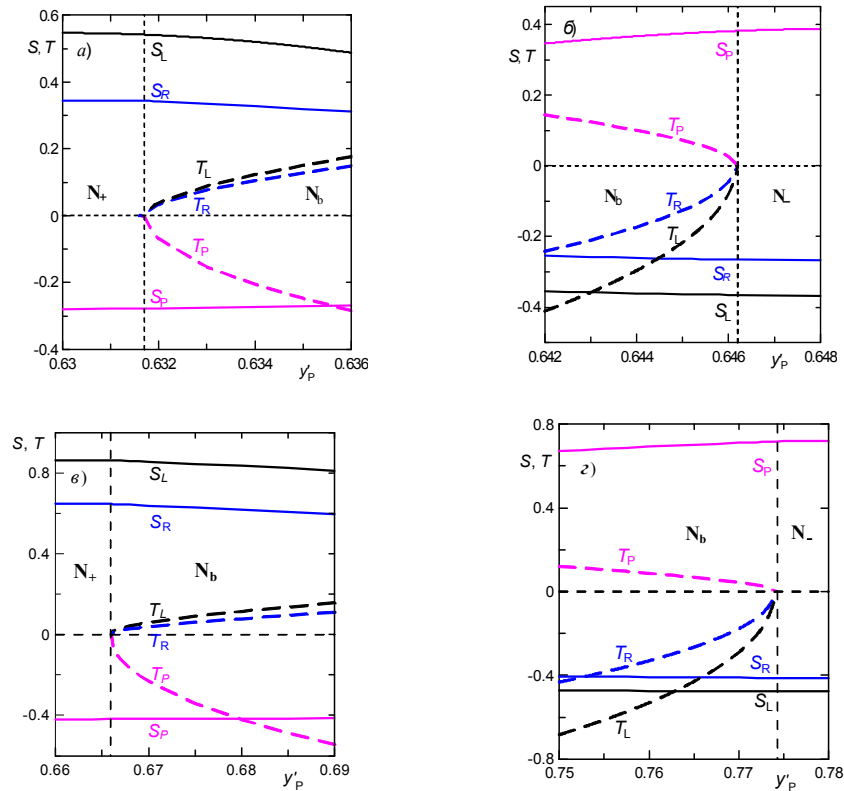 0.6
S, T
а)
S_L
0.4
S_R
0.2
T_L
N_+
N_b
T_R
0
T_P
-0.2
S_P
-0.4
0.63
0.632
0.634
0.636
y'_P
0.4
S, T
б)
S_P
0.2
T_P
0
N_b
T_R
N_-
T_L
-0.2
S_R
-0.4
S_L
-0.6
0.642
0.644
0.646
0.648
y'_P
S, T
0.8
в)
S_L
S_R
0.4
N_+
N_b
T_L
0
T_R
T_P
-0.4
S_P
0.66
0.67
0.68
0.69
y'_P
0.8
S, T
г)
S_P
0.4
N_b
N_-
T_P
0
T_R
S_R
-0.4
S_L
T_L
-0.8
0.75
0.76
0.77
0.78
y'_P